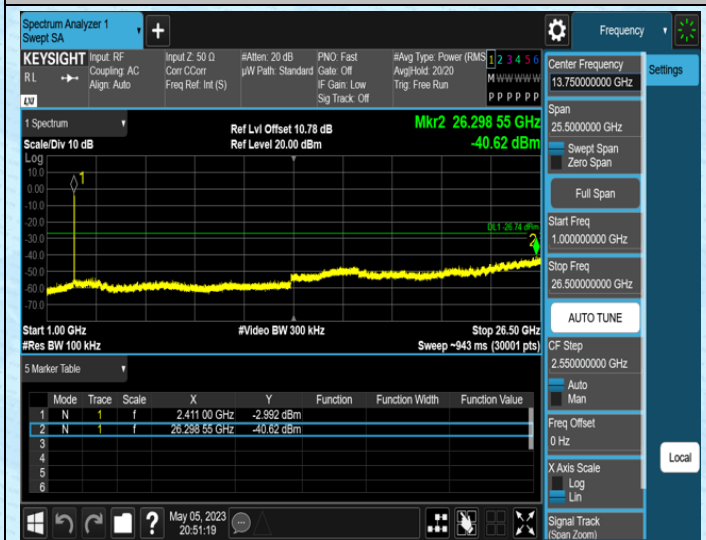 Spectrum Analyzer 1
Swept SA
Frequency
KEYSIGHT
RL
LXI
Input: RF
Coupling: AC
Align: Auto
Input Z: 50 Ω
Corr CCorr
Freq Ref: Int (S)
#Atten: 20 dB
µW Path: Standard
PNO: Fast
Gate: Off
IF Gain: Low
Sig Track: Off
#Avg Type: Power (RMS
Avg|Hold: 20/20
Trig: Free Run
1 2 3 4 5 6
M W W W W W
P P P P P P
Center Frequency
13.750000000 GHz
Settings
Span
25.5000000 GHz
Swept Span
Zero Span
Full Span
Start Freq
1.000000000 GHz
Stop Freq
26.500000000 GHz
AUTO TUNE
CF Step
2.550000000 GHz
Auto
Man
Freq Offset
0 Hz
X Axis Scale
Log
Lin
Local
Signal Track
(Span Zoom)
1 Spectrum
Scale/Div 10 dB
Ref Lvl Offset 10.78 dB
Ref Level 20.00 dBm
Mkr2 26.298 55 GHz
-40.62 dBm
Log
10.0
0.00
-10.0
-20.0
-30.0
-40.0
-50.0
-60.0
-70.0
1
DL1 -26.74 dBm
2
Start 1.00 GHz
#Res BW 100 kHz
#Video BW 300 kHz
Stop 26.50 GHz
Sweep ~943 ms (30001 pts)
5 Marker Table
Mode Trace Scale X Y Function Function Width Function Value
1 N 1 f 2.411 00 GHz -2.992 dBm
2 N 1 f 26.298 55 GHz -40.62 dBm
3
4
5
6
May 05, 2023
20:51:19